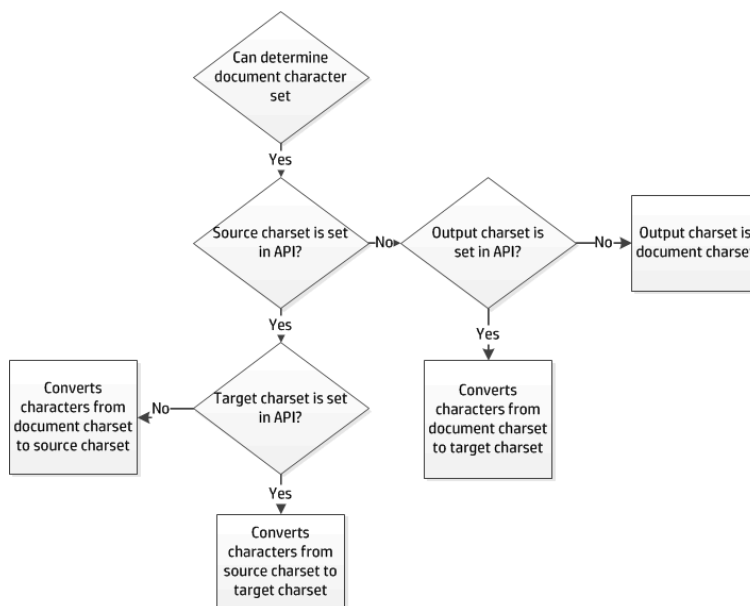 Can determine
document character
set
Yes
Source charset is set
in API?
No
Output charset is
set in API?
No
Output charset is
document charset
Yes
Yes
Target charset is set
in API?
No
Converts
characters from
document charset
to source charset
Converts
characters from
document charset
to target charset
Yes
Converts
characters from
source charset to
target charset